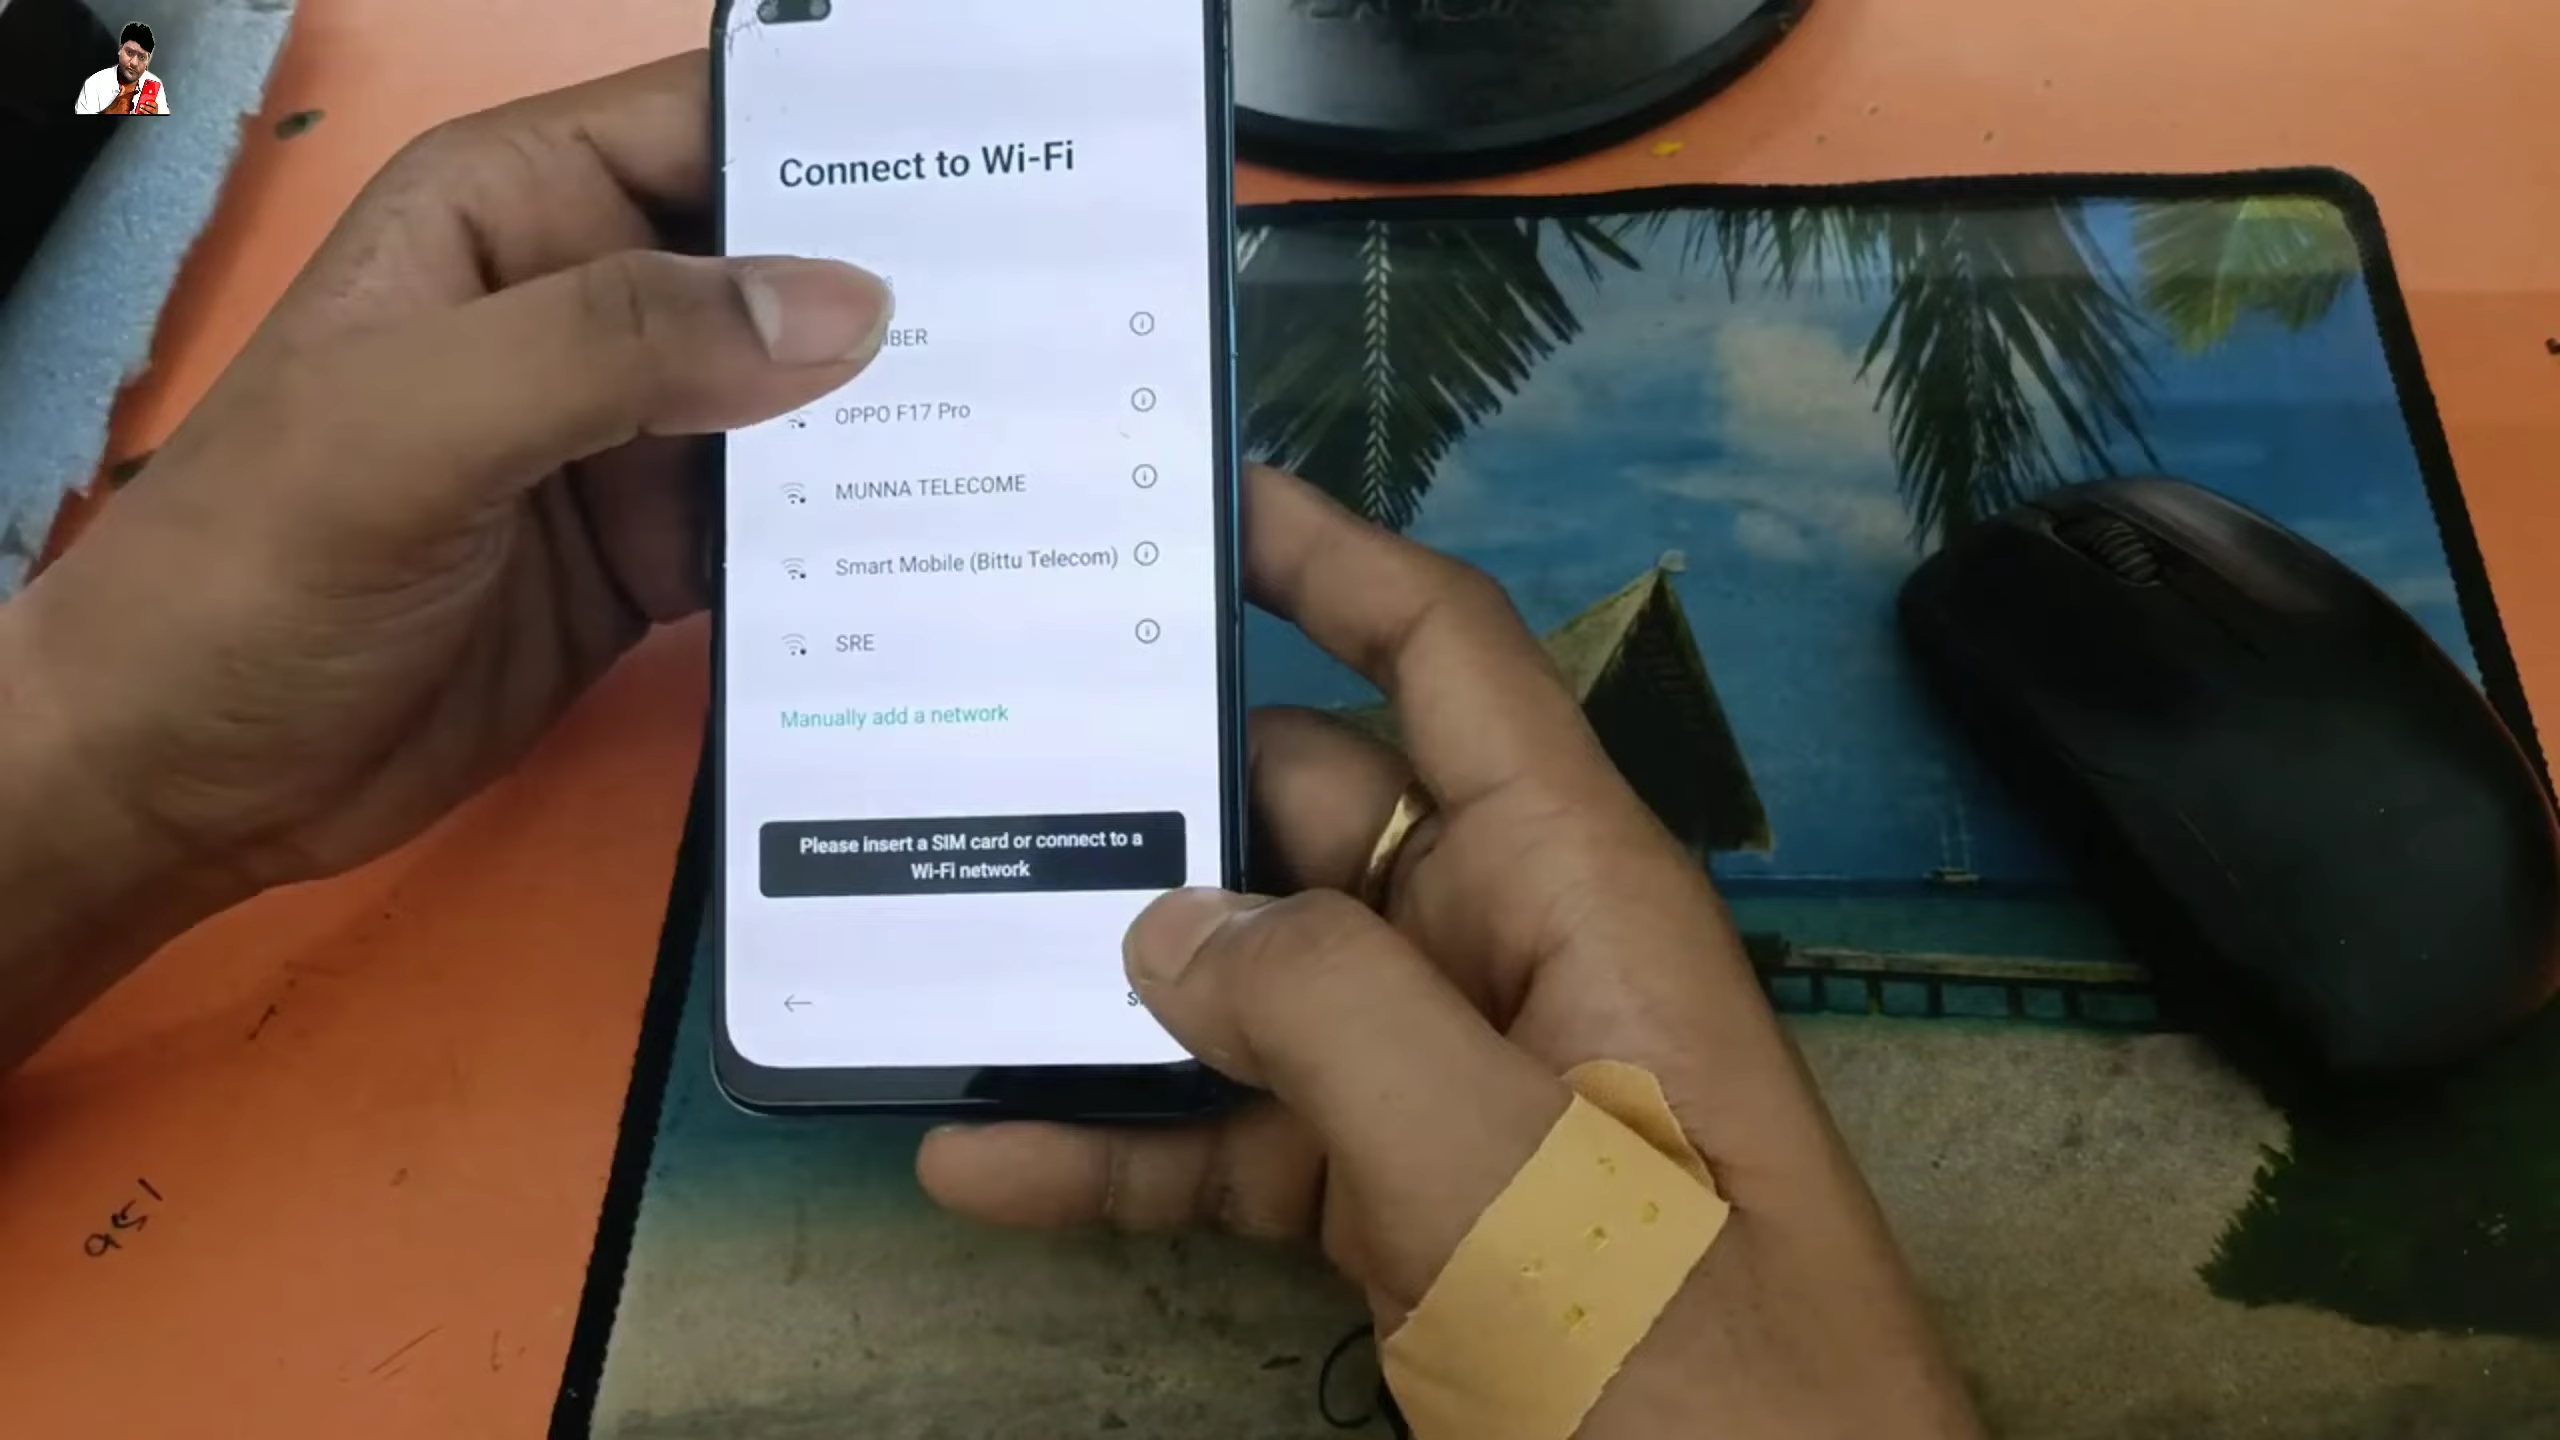 Connect to Wi-Fi
OPPO F17 Pro
MUNNA TELECOME
Smart Mobile (Bittu Telecom)
SRE
Manually add a network
Please insert a SIM card or connect to a
Wi-Fi network
951